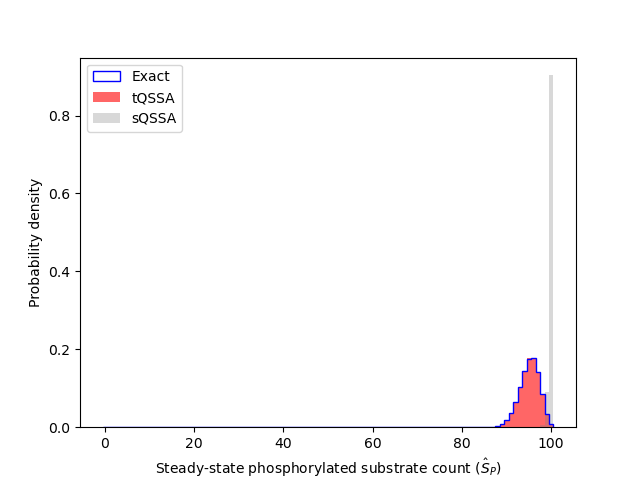 Exact
tQSSA
sQSSA
0.8
0.6
0.4
0.2
0.0
Probability density
0 20 40 60 80 100
Steady-state phosphorylated substrate count (Ŝ_P)